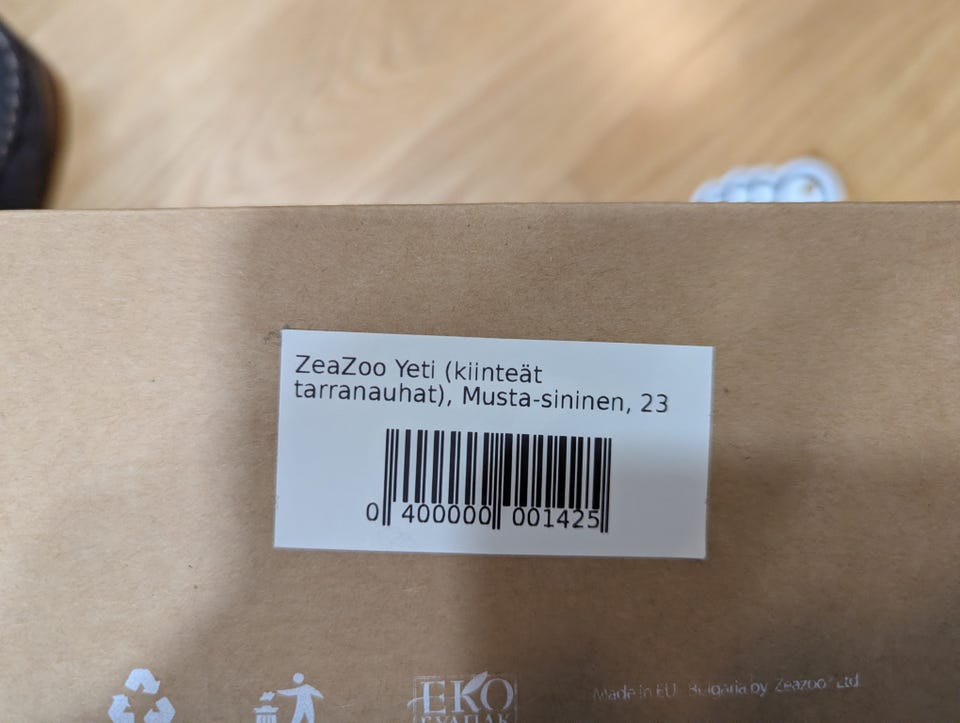 ZeaZoo Yeti (kiinteät
tarranauhat), Musta-sininen, 23
0 400000 001425
EKO
Made in EU Bulgaria by Zeazoo Ltd